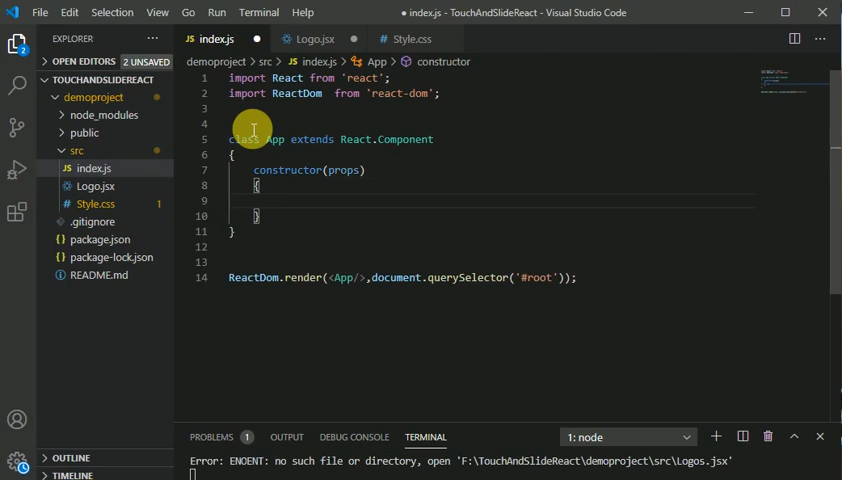 File Edit Selection View Go Run Terminal Help
● index.js - TouchAndSlideReact - Visual Studio Code
EXPLORER
OPEN EDITORS 2 UNSAVED
TOUCHANDSLIDEREACT
demoproject
node_modules
public
src
JS index.js
Logo.jsx
# Style.css 1
.gitignore
{} package.json
{} package-lock.json
README.md
OUTLINE
TIMELINE
2
JS index.js ● Logo.jsx ● # Style.css
demoproject > src > JS index.js > App > constructor
1 import React from 'react';
2 import ReactDom from 'react-dom';
3
4
5 class App extends React.Component
6 {
7 constructor(props)
8 {
9
10 }
11 }
12
13
14 ReactDom.render(<App/>,document.querySelector('#root'));
PROBLEMS 1 OUTPUT DEBUG CONSOLE TERMINAL 1: node
Error: ENOENT: no such file or directory, open 'F:\TouchAndSlideReact\demoproject\src\Logos.jsx'